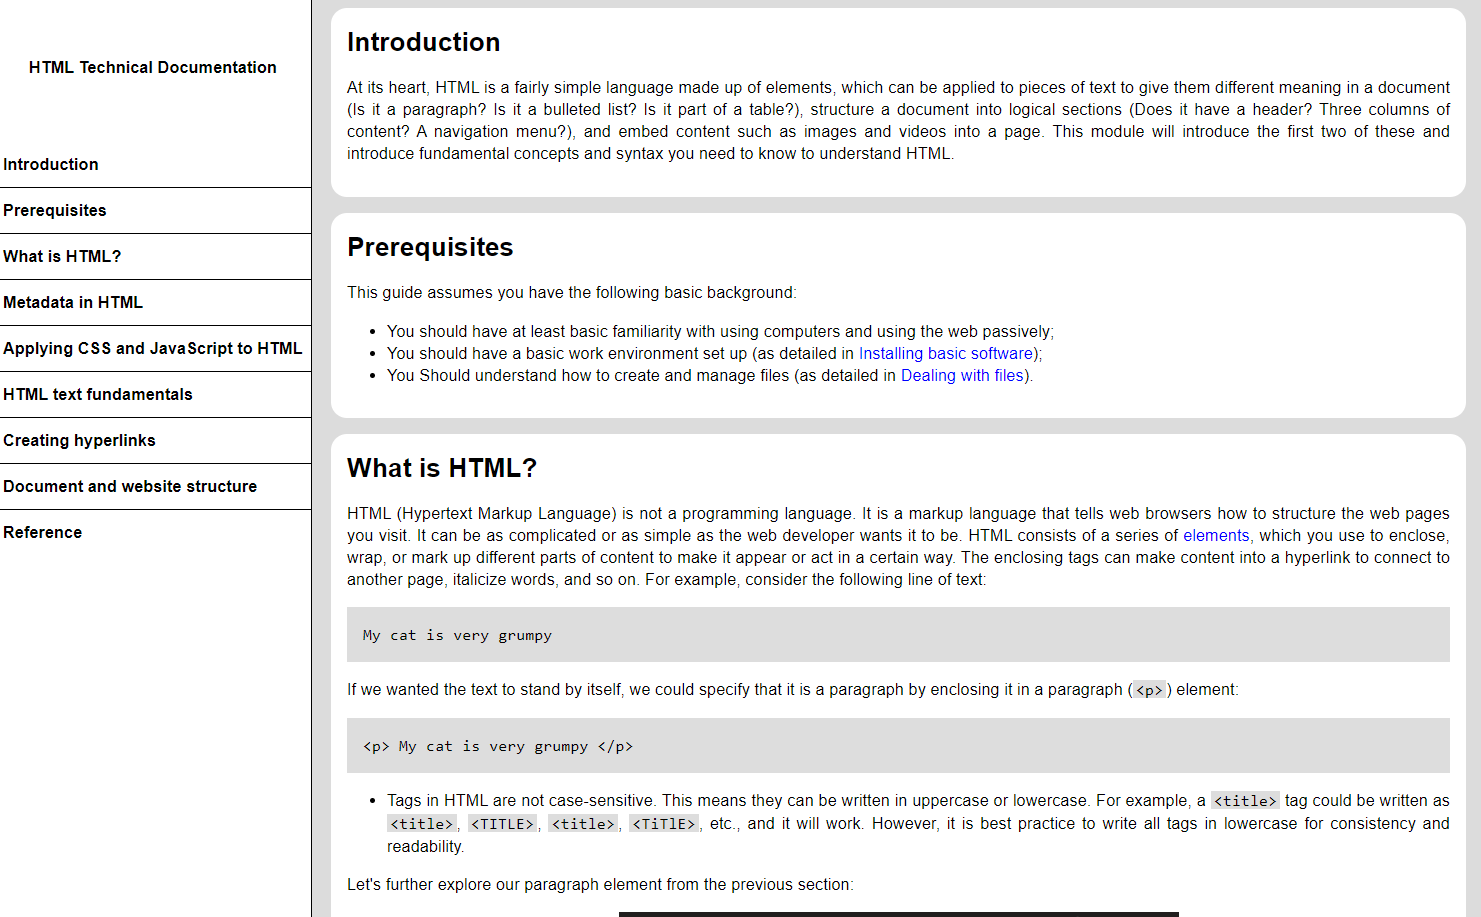 HTML Technical Documentation
Introduction
Prerequisites
What is HTML?
Metadata in HTML
Applying CSS and JavaScript to HTML
HTML text fundamentals
Creating hyperlinks
Document and website structure
Reference
Introduction
At its heart, HTML is a fairly simple language made up of elements, which can be applied to pieces of text to give them different meaning in a document
(Is it a paragraph? Is it a bulleted list? Is it part of a table?), structure a document into logical sections (Does it have a header? Three columns of
content? A navigation menu?), and embed content such as images and videos into a page. This module will introduce the first two of these and
introduce fundamental concepts and syntax you need to know to understand HTML.
Prerequisites
This guide assumes you have the following basic background:
• You should have at least basic familiarity with using computers and using the web passively;
• You should have a basic work environment set up (as detailed in Installing basic software);
• You Should understand how to create and manage files (as detailed in Dealing with files).
What is HTML?
HTML (Hypertext Markup Language) is not a programming language. It is a markup language that tells web browsers how to structure the web pages
you visit. It can be as complicated or as simple as the web developer wants it to be. HTML consists of a series of elements, which you use to enclose,
wrap, or mark up different parts of content to make it appear or act in a certain way. The enclosing tags can make content into a hyperlink to connect to
another page, italicize words, and so on. For example, consider the following line of text:
My cat is very grumpy
If we wanted the text to stand by itself, we could specify that it is a paragraph by enclosing it in a paragraph (<p>) element:
<p> My cat is very grumpy </p>
• Tags in HTML are not case-sensitive. This means they can be written in uppercase or lowercase. For example, a <title> tag could be written as
<title>, <TITLE>, <title>, <TiTlE>, etc., and it will work. However, it is best practice to write all tags in lowercase for consistency and
readability.
Let's further explore our paragraph element from the previous section: